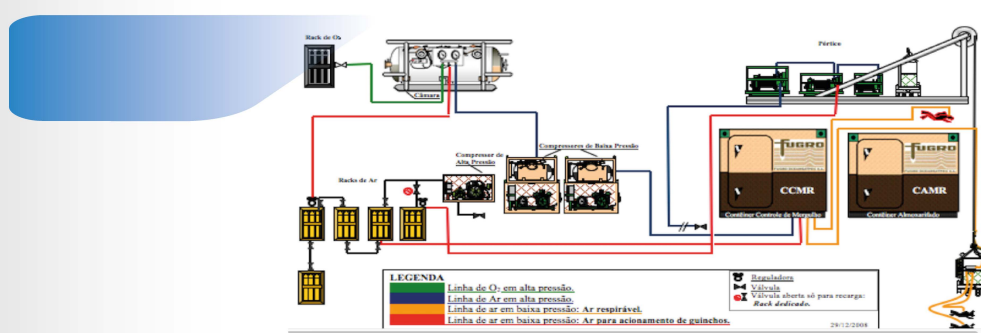 Rack de O₂
Pórtico
Câmara
Compressores de Baixa Pressão
Compressor de
Alta Pressão
Racks de Ar
FUGRO
CCMR
Contêiner Controle de Mergulho
FUGRO
CAMR
Contêiner Almoxarifado
LEGENDA
Linha de O₂ em alta pressão.
Linha de Ar em alta pressão.
Linha de ar em baixa pressão: Ar respirável.
Linha de ar em baixa pressão: Ar para acionamento de guinchos.
Reguladora
Válvula
Válvula aberta só para recarga:
Rack dedicado.
29/12/2008